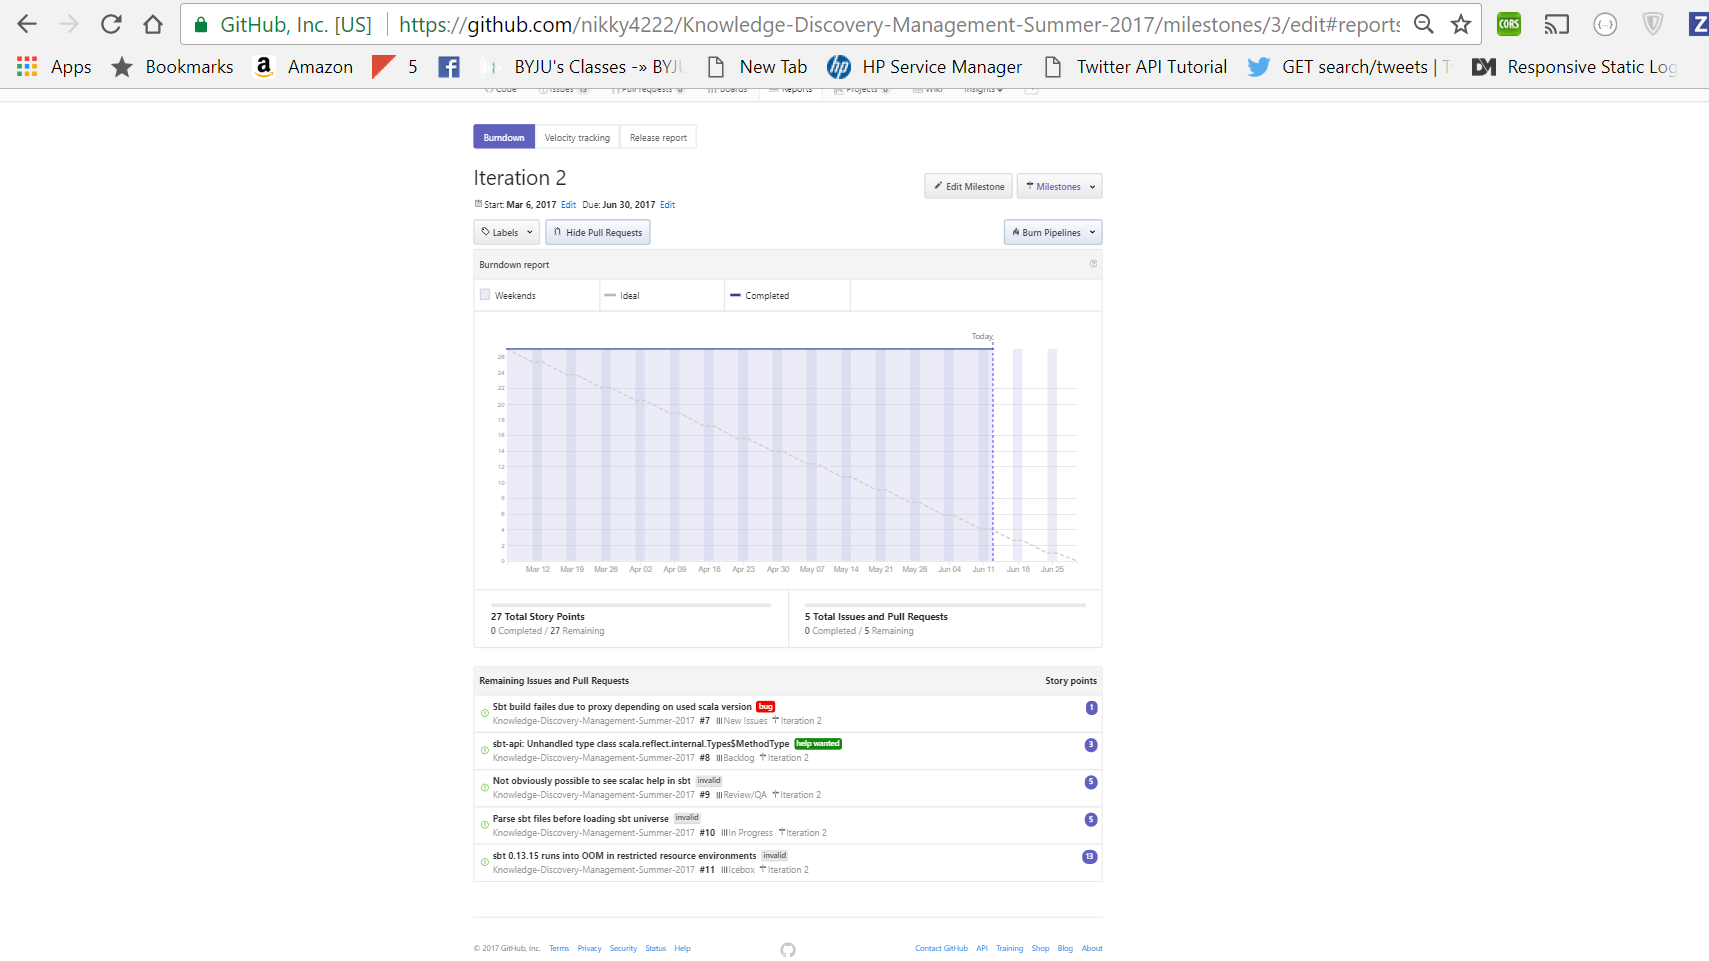 GitHub, Inc. [US] https://github.com/nikky4222/Knowledge-Discovery-Management-Summer-2017/milestones/3/edit#reports
Apps Bookmarks Amazon 5 BYJU's Classes -» BYJU New Tab HP Service Manager Twitter API Tutorial GET search/tweets | T Responsive Static Log
Code Issues 15 Pull requests 0 Boards Reports Projects 0 Wiki Insights
Burndown Velocity tracking Release report
Iteration 2
Edit Milestone Milestones
Start: Mar 6, 2017 Edit Due: Jun 30, 2017 Edit
Labels Hide Pull Requests Burn Pipelines
Burndown report
Weekends Ideal Completed
Today
26
24
22
20
18
16
14
12
10
8
6
4
2
0
Mar 12 Mar 19 Mar 26 Apr 02 Apr 09 Apr 16 Apr 23 Apr 30 May 07 May 14 May 21 May 28 Jun 04 Jun 11 Jun 18 Jun 25
27 Total Story Points
0 Completed / 27 Remaining
5 Total Issues and Pull Requests
0 Completed / 5 Remaining
Remaining Issues and Pull Requests Story points
Sbt build failes due to proxy depending on used scala version bug 1
Knowledge-Discovery-Management-Summer-2017 #7 New Issues Iteration 2
sbt-api: Unhandled type class scala.reflect.internal.Types$MethodType help wanted 3
Knowledge-Discovery-Management-Summer-2017 #8 Backlog Iteration 2
Not obviously possible to see scalac help in sbt invalid 5
Knowledge-Discovery-Management-Summer-2017 #9 Review/QA Iteration 2
Parse sbt files before loading sbt universe invalid 5
Knowledge-Discovery-Management-Summer-2017 #10 In Progress Iteration 2
sbt 0.13.15 runs into OOM in restricted resource environments invalid 13
Knowledge-Discovery-Management-Summer-2017 #11 Icebox Iteration 2
© 2017 GitHub, Inc. Terms Privacy Security Status Help Contact GitHub API Training Shop Blog About